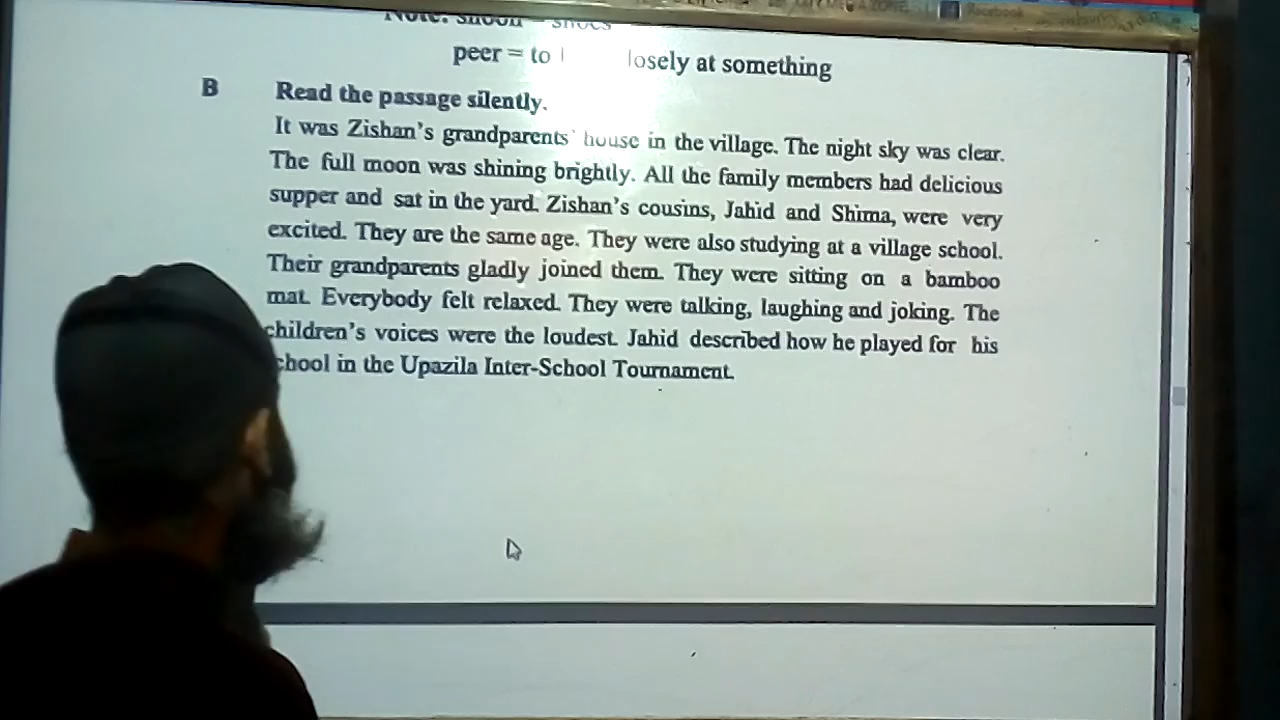 Note: shoon = shoes
peer = to l losely at something
B Read the passage silently.
It was Zishan's grandparents' house in the village. The night sky was clear.
The full moon was shining brightly. All the family members had delicious
supper and sat in the yard. Zishan's cousins, Jahid and Shima, were very
excited. They are the same age. They were also studying at a village school.
Their grandparents gladly joined them. They were sitting on a bamboo
mat. Everybody felt relaxed. They were talking, laughing and joking. The
children's voices were the loudest. Jahid described how he played for his
chool in the Upazila Inter-School Tournament.